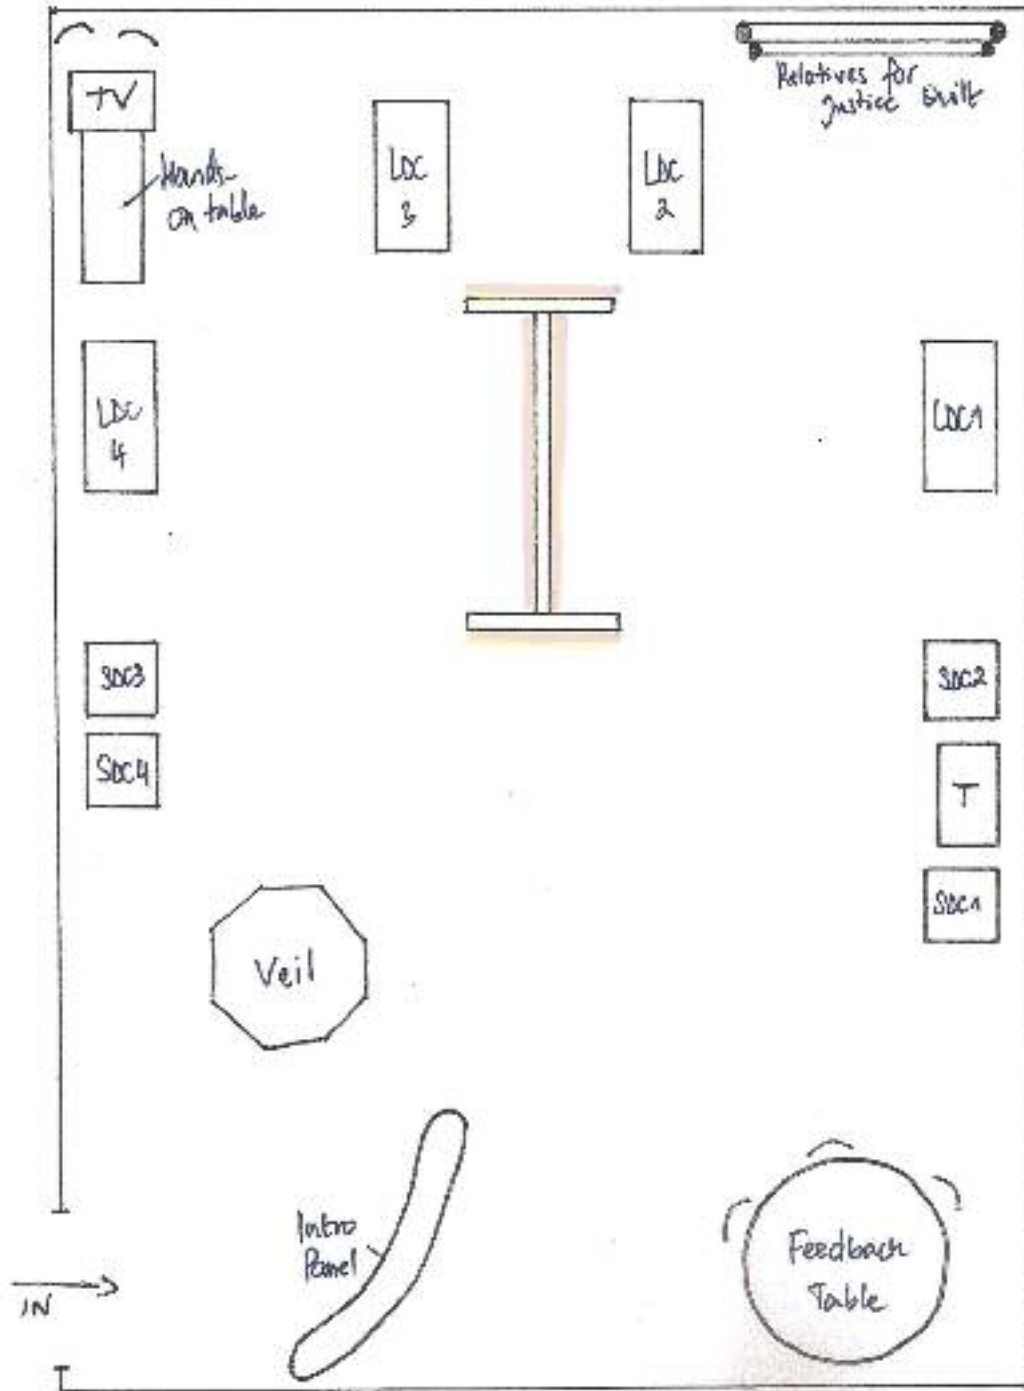 TV
Relatives for
Justice Quilt
Hands-
on table
LDC
3
LDC
2
LDC
4
LDC1
SDC3
SDC2
SDC4
T
SDC1
Veil
Intro
Panel
Feedback
Table
IN